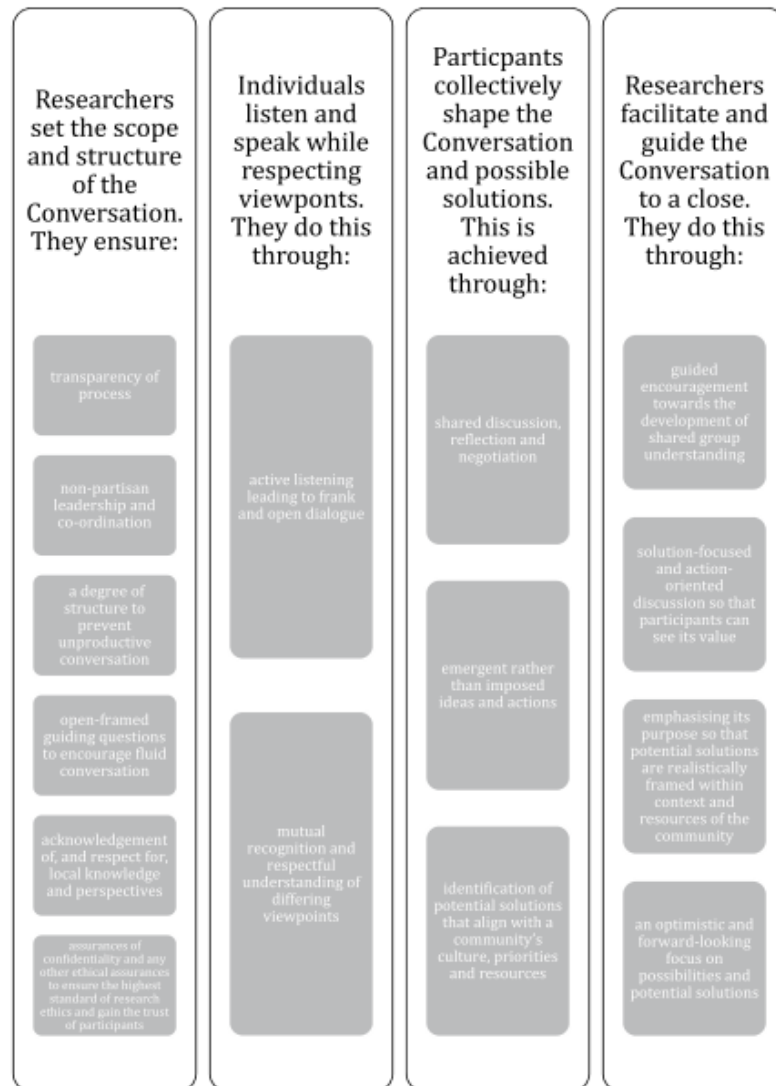 Researchers
set the scope
and structure
of the
Conversation.
They ensure:
transparency of
process
non-partisan
leadership and
co-ordination
a degree of
structure to
prevent
unproductive
conversation
open-framed
guiding questions
to encourage fluid
conversation
acknowledgement
of, and respect for,
local knowledge
and perspectives
assurances of
confidentiality and any
other ethical assurances
to ensure the highest
standard of research
ethics and gain the trust
of participants
Individuals
listen and
speak while
respecting
viewponts.
They do this
through:
active listening
leading to frank
and open dialogue
mutual
recognition and
respectful
understanding of
differing
viewpoints
Particpants
collectively
shape the
Conversation
and possible
solutions.
This is
achieved
through:
shared discussion,
reflection and
negotiation
emergent rather
than imposed
ideas and actions
identification of
potential solutions
that align with a
community's
culture, priorities
and resources
Researchers
facilitate and
guide the
Conversation
to a close.
They do this
through:
guided
encouragement
towards the
development of
shared group
understanding
solution-focused
and action-
oriented
discussion so that
participants can
see its value
emphasising its
purpose so that
potential solutions
are realistically
framed within
context and
resources of the
community
an optimistic and
forward-looking
focus on
possibilities and
potential solutions